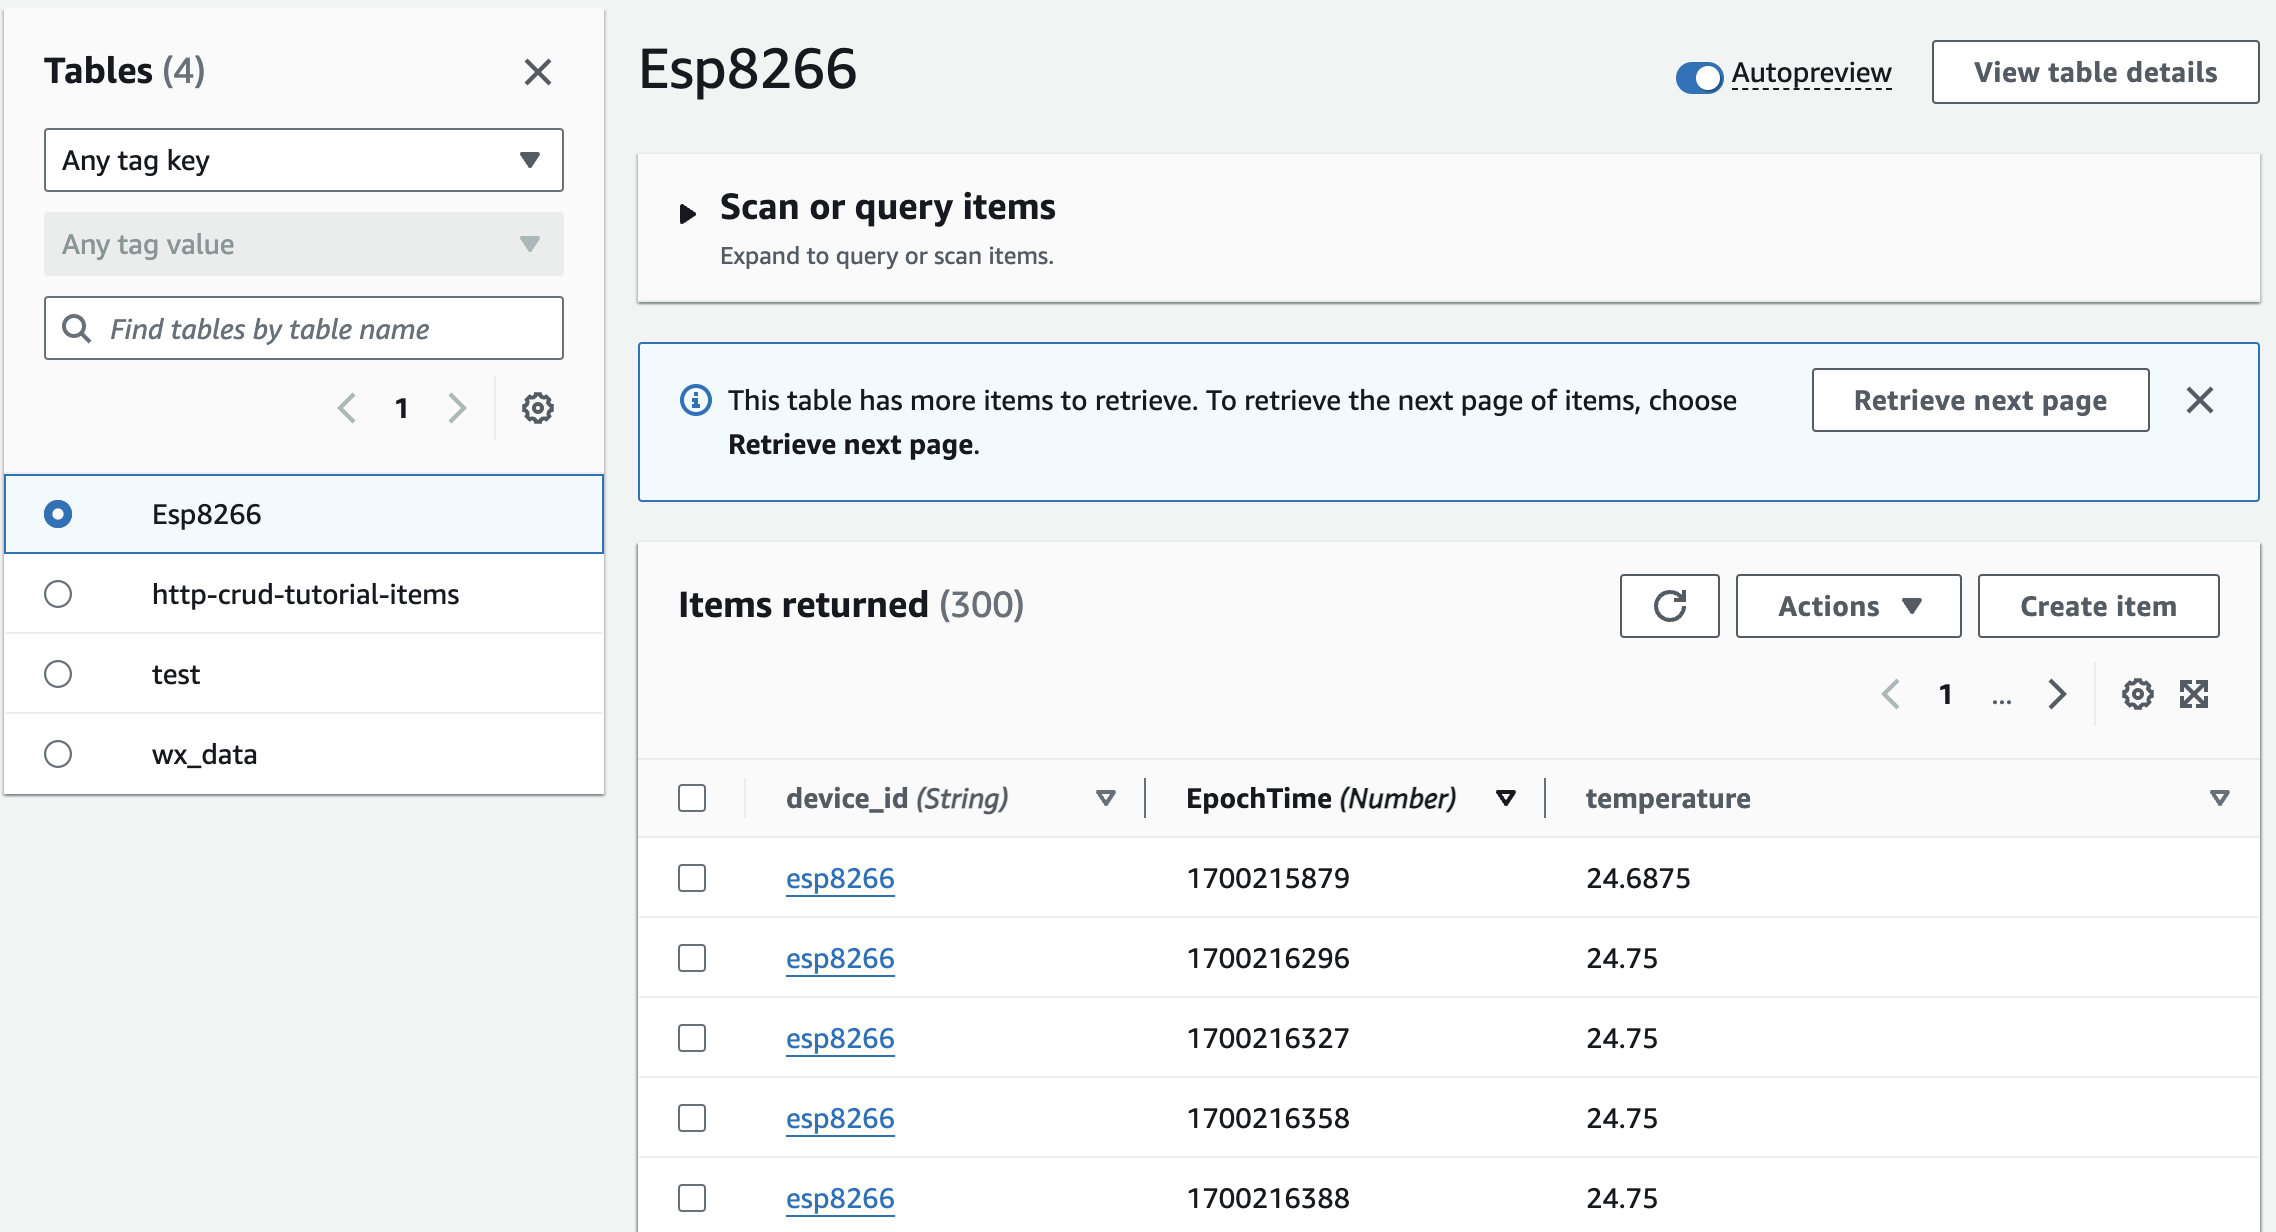 Tables (4)
Any tag key
Any tag value
Find tables by table name
1
Esp8266
http-crud-tutorial-items
test
wx_data
Esp8266
Autopreview
View table details
Scan or query items
Expand to query or scan items.
This table has more items to retrieve. To retrieve the next page of items, choose
Retrieve next page.
Retrieve next page
Items returned (300)
Actions
Create item
1 ...
device_id (String) EpochTime (Number) temperature
esp8266 1700215879 24.6875
esp8266 1700216296 24.75
esp8266 1700216327 24.75
esp8266 1700216358 24.75
esp8266 1700216388 24.75